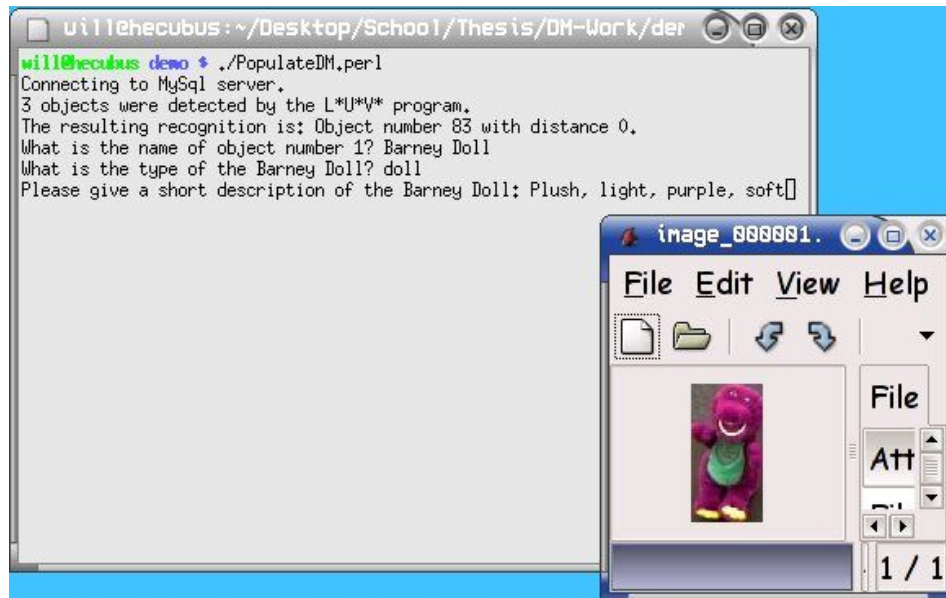 will@hecubus:~/Desktop/School/Thesis/DM-Work/der
will@hecubus demo $ ./PopulateDM.perl
Connecting to MySql server.
3 objects were detected by the L*U*V* program.
The resulting recognition is: Object number 83 with distance 0.
What is the name of object number 1? Barney Doll
What is the type of the Barney Doll? doll
Please give a short description of the Barney Doll: Plush, light, purple, soft
image_000001.
File Edit View Help
File
Att
1 / 1